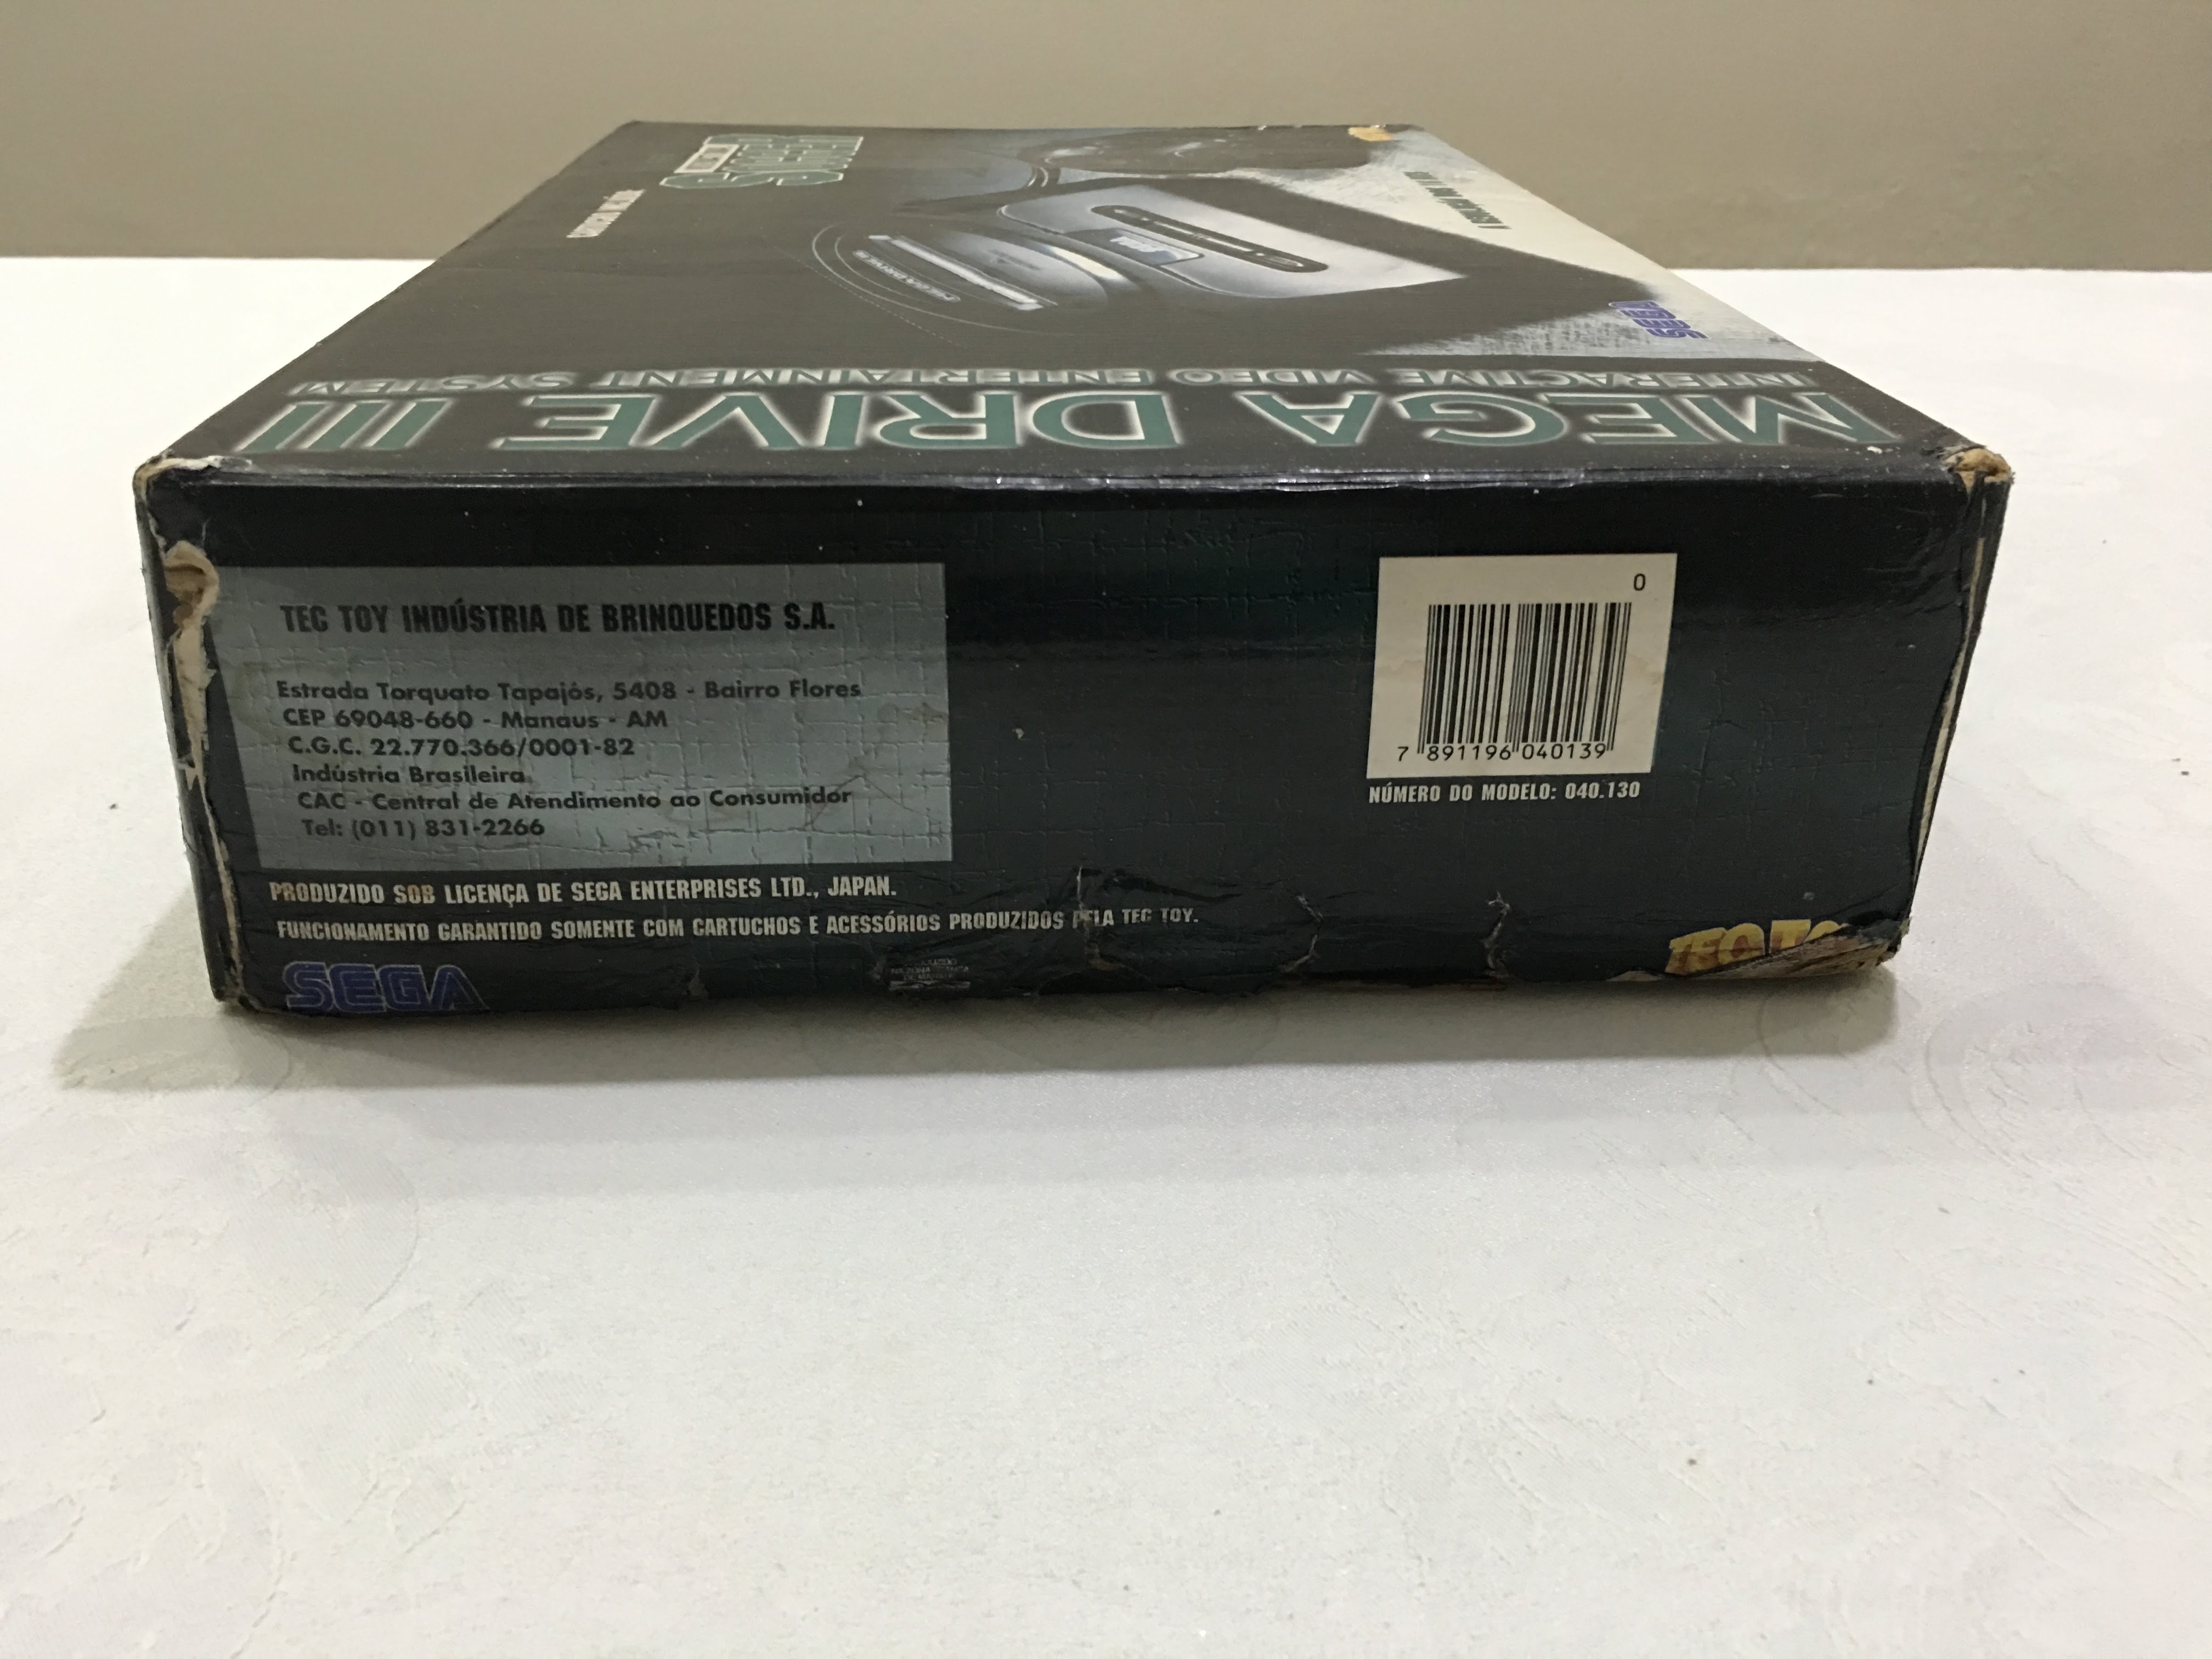 MEGA DRIVE III
INTERACTIVE VIDEO ENTERTAINMENT SYSTEM
SEGA
TEC TOY INDÚSTRIA DE BRINQUEDOS S.A.
Estrada Torquato Tapajós, 5408 - Bairro Flores
CEP 69048-660 - Manaus - AM
C.G.C. 22.770.366/0001-82
Indústria Brasileira
CAC - Central de Atendimento ao Consumidor
Tel: (011) 831-2266
PRODUZIDO SOB LICENÇA DE SEGA ENTERPRISES LTD., JAPAN.
FUNCIONAMENTO GARANTIDO SOMENTE COM CARTUCHOS E ACESSÓRIOS PRODUZIDOS PELA TEC TOY.
SEGA
0
7 891196 040139
NÚMERO DO MODELO: 040.130
TEC TO